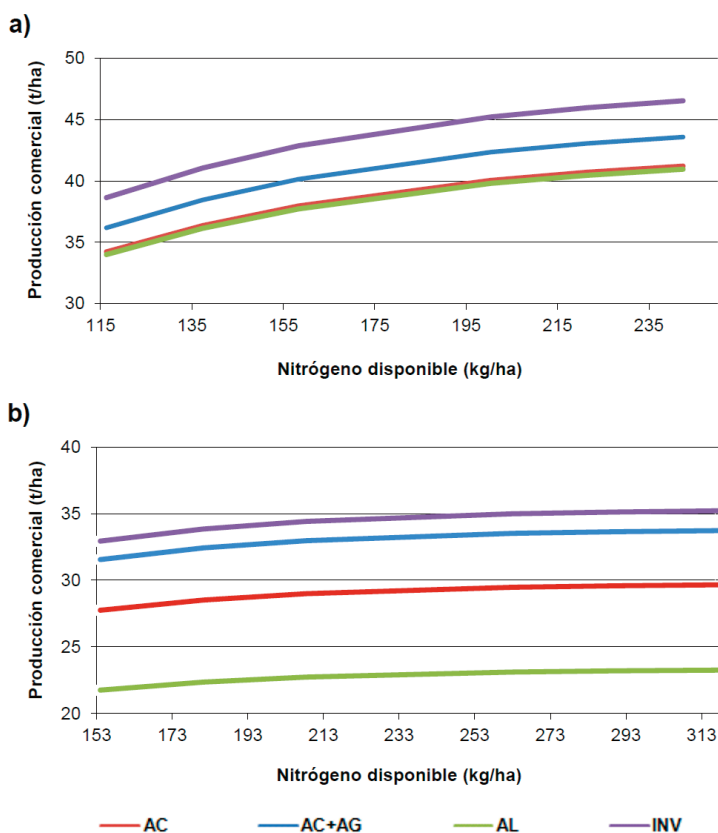 a)
Producción comercial (t/ha)
50
45
40
35
30
115 135 155 175 195 215 235
Nitrógeno disponible (kg/ha)
b)
Producción comercial (t/ha)
40
35
30
25
20
153 173 193 213 233 253 273 293 313
Nitrógeno disponible (kg/ha)
AC AC+AG AL INV